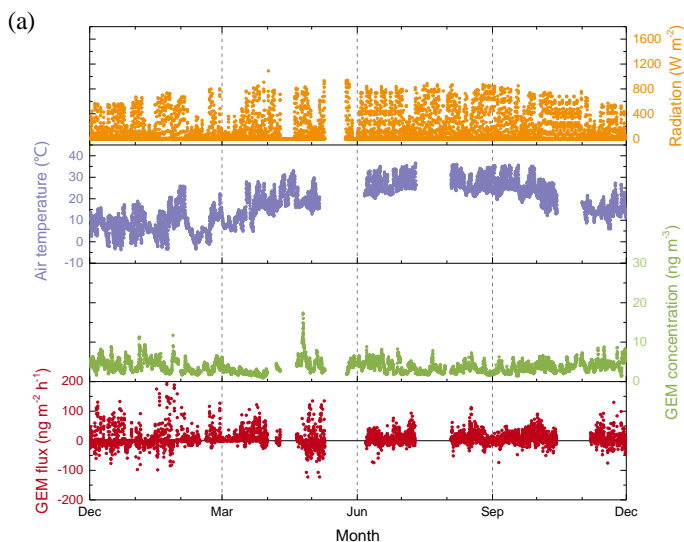 (a)
1600
1200
800
400
0
Radiation (W m⁻²)
40
30
20
10
0
-10
Air temperature (℃)
30
20
10
0
GEM concentration (ng m⁻³)
200
100
0
-100
-200
GEM flux (ng m⁻² h⁻¹)
Dec
Mar
Jun
Sep
Dec
Month